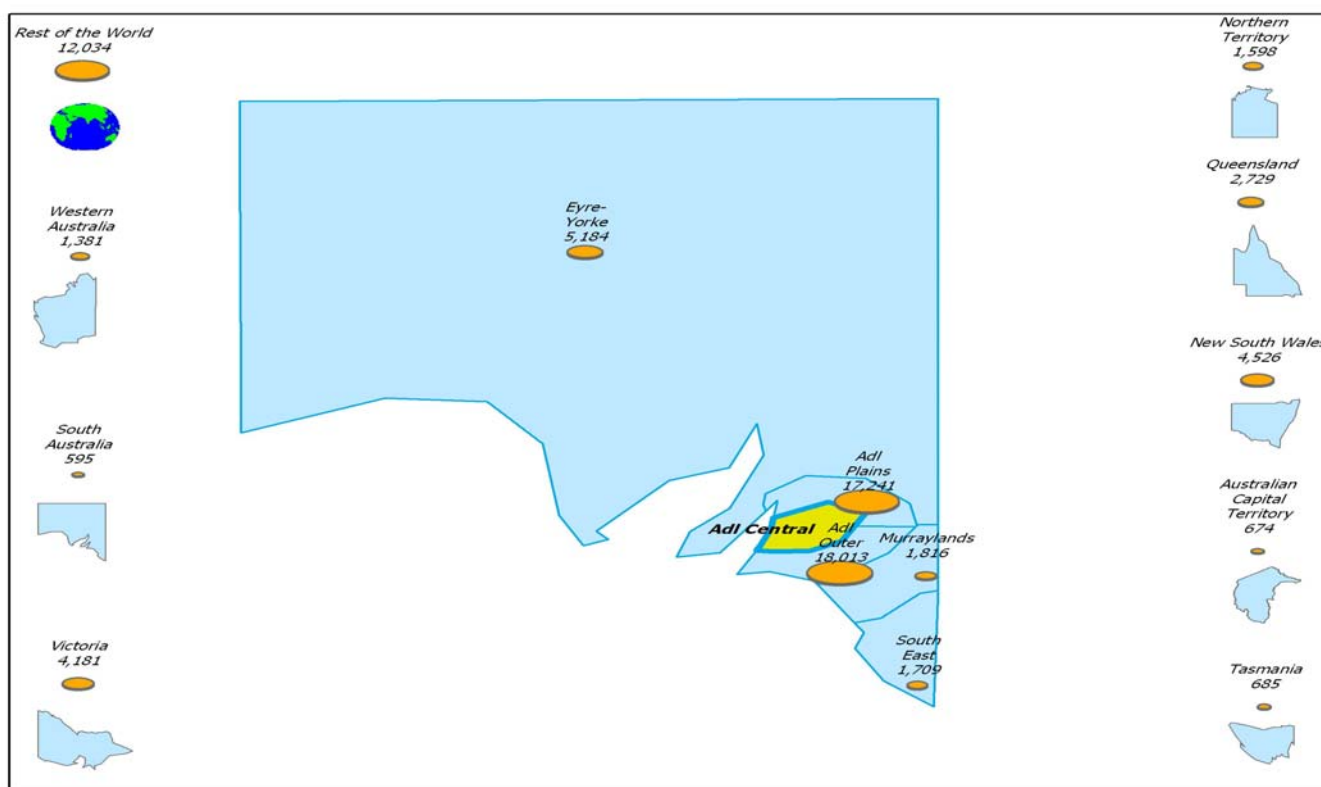 Rest of the World
12,034
Western
Australia
1,381
South
Australia
595
Victoria
4,181
Eyre-
Yorke
5,184
Adl
Plains
17,241
Adl Central
Adl
Outer
18,013
Murraylands
1,816
South
East
1,709
Northern
Territory
1,598
Queensland
2,729
New South Wales
4,526
Australian
Capital
Territory
674
Tasmania
685